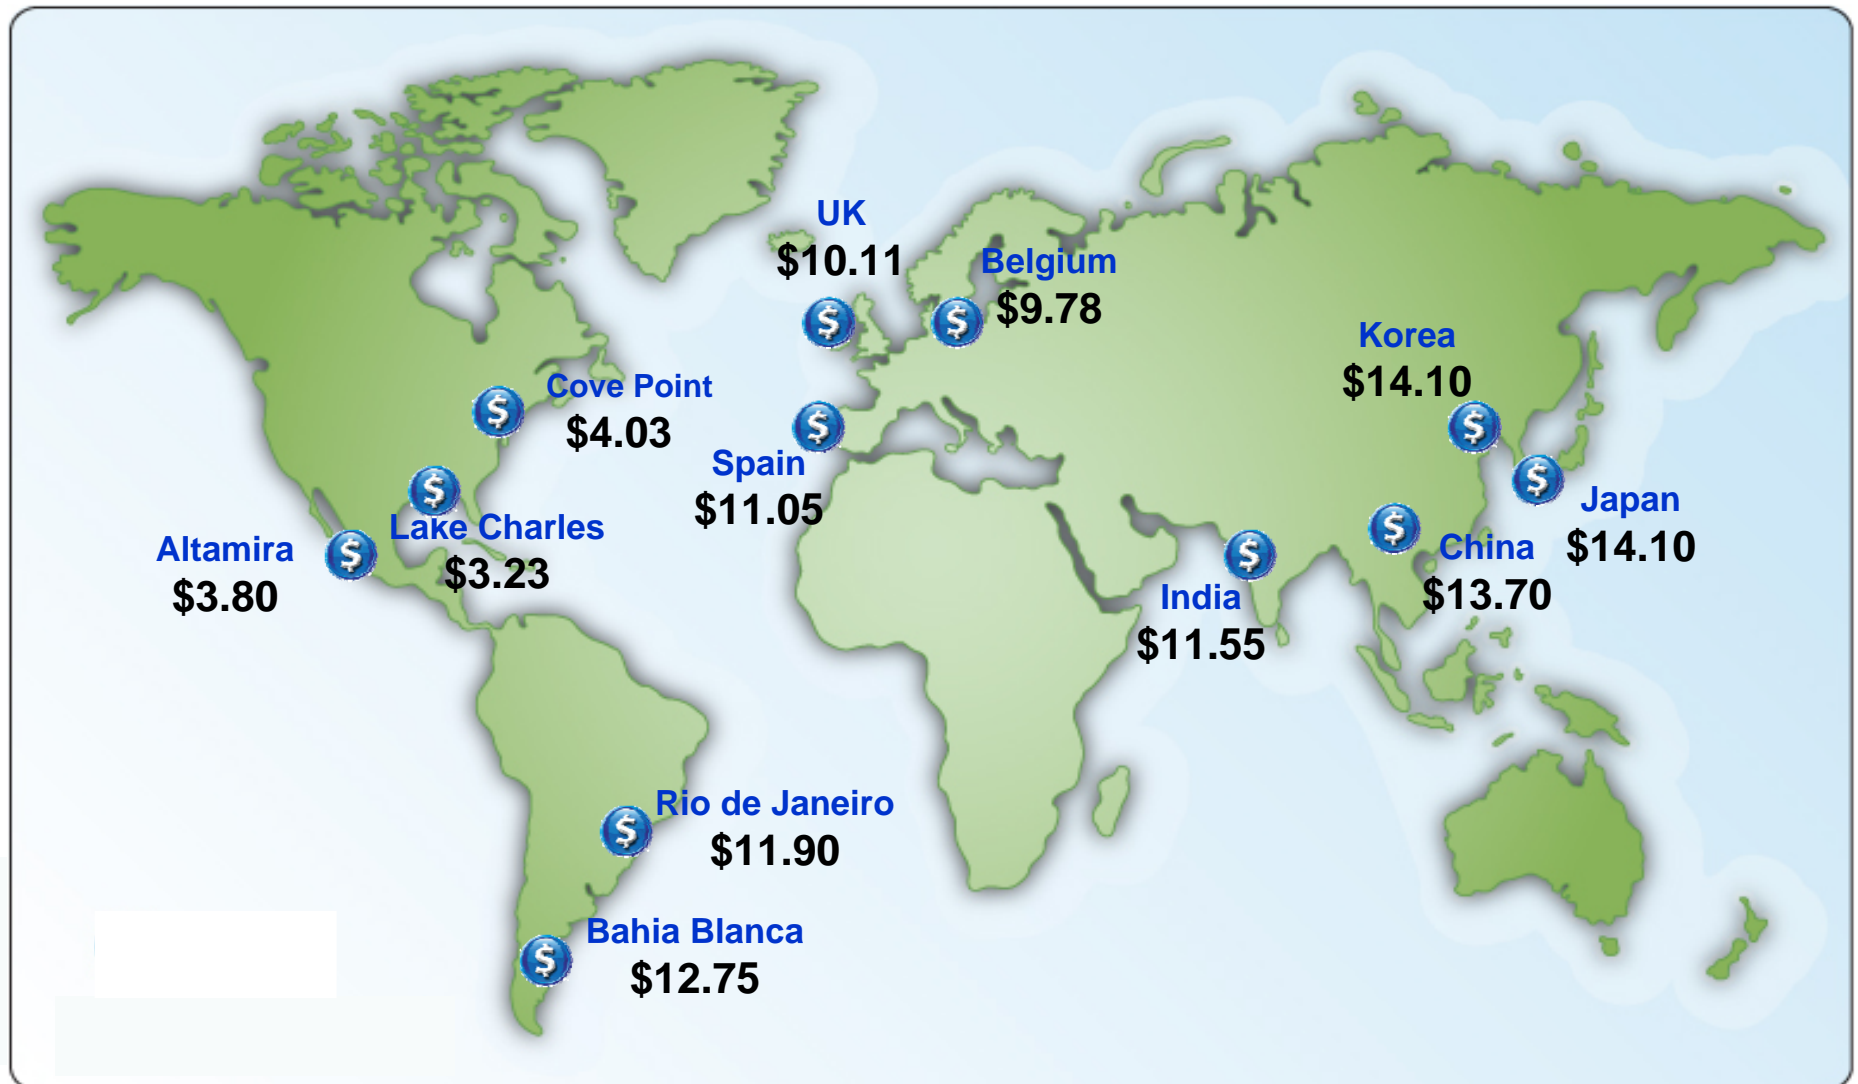 UK
$10.11
Belgium
$9.78
Korea
$14.10
Cove Point
$4.03
Spain
$11.05
Japan
$14.10
Lake Charles
$3.23
Altamira
$3.80
China
$13.70
India
$11.55
Rio de Janeiro
$11.90
Bahia Blanca
$12.75